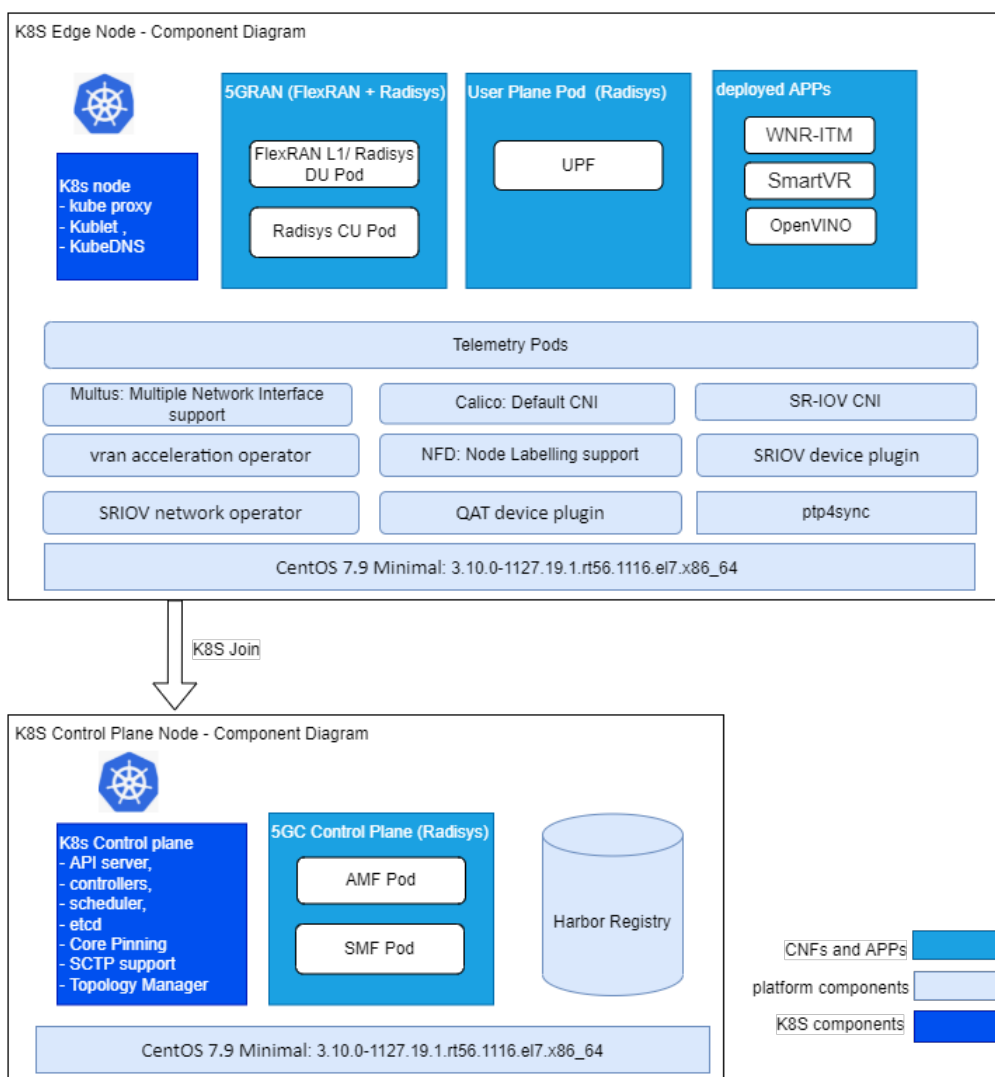 K8S Edge Node - Component Diagram
5GRAN (FlexRAN + Radisys)
FlexRAN L1/ Radisys
DU Pod
Radisys CU Pod
User Plane Pod (Radisys)
UPF
deployed APPs
WNR-ITM
SmartVR
OpenVINO
K8s node
- kube proxy
- Kublet ,
- KubeDNS
Telemetry Pods
Multus: Multiple Network Interface
support
Calico: Default CNI
SR-IOV CNI
vran acceleration operator
NFD: Node Labelling support
SRIOV device plugin
SRIOV network operator
QAT device plugin
ptp4sync
CentOS 7.9 Minimal: 3.10.0-1127.19.1.rt56.1116.el7.x86_64
K8S Join
K8S Control Plane Node - Component Diagram
K8s Control plane
- API server,
- controllers,
- scheduler,
- etcd
- Core Pinning
- SCTP support
- Topology Manager
5GC Control Plane (Radisys)
AMF Pod
SMF Pod
Harbor Registry
CentOS 7.9 Minimal: 3.10.0-1127.19.1.rt56.1116.el7.x86_64
CNFs and APPs
platform components
K8S components